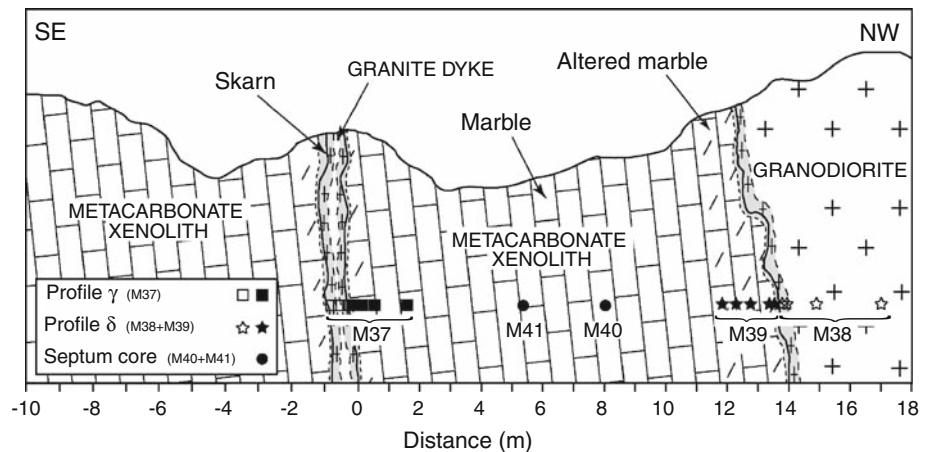 SE
NW
Skarn
GRANITE DYKE
Altered marble
Marble
GRANODIORITE
METACARBONATE
XENOLITH
METACARBONATE
XENOLITH
Profile γ (M37)
Profile δ (M38+M39)
Septum core (M40+M41)
M37
M41
M40
M39
M38
-10 -8 -6 -4 -2 0 2 4 6 8 10 12 14 16 18
Distance (m)